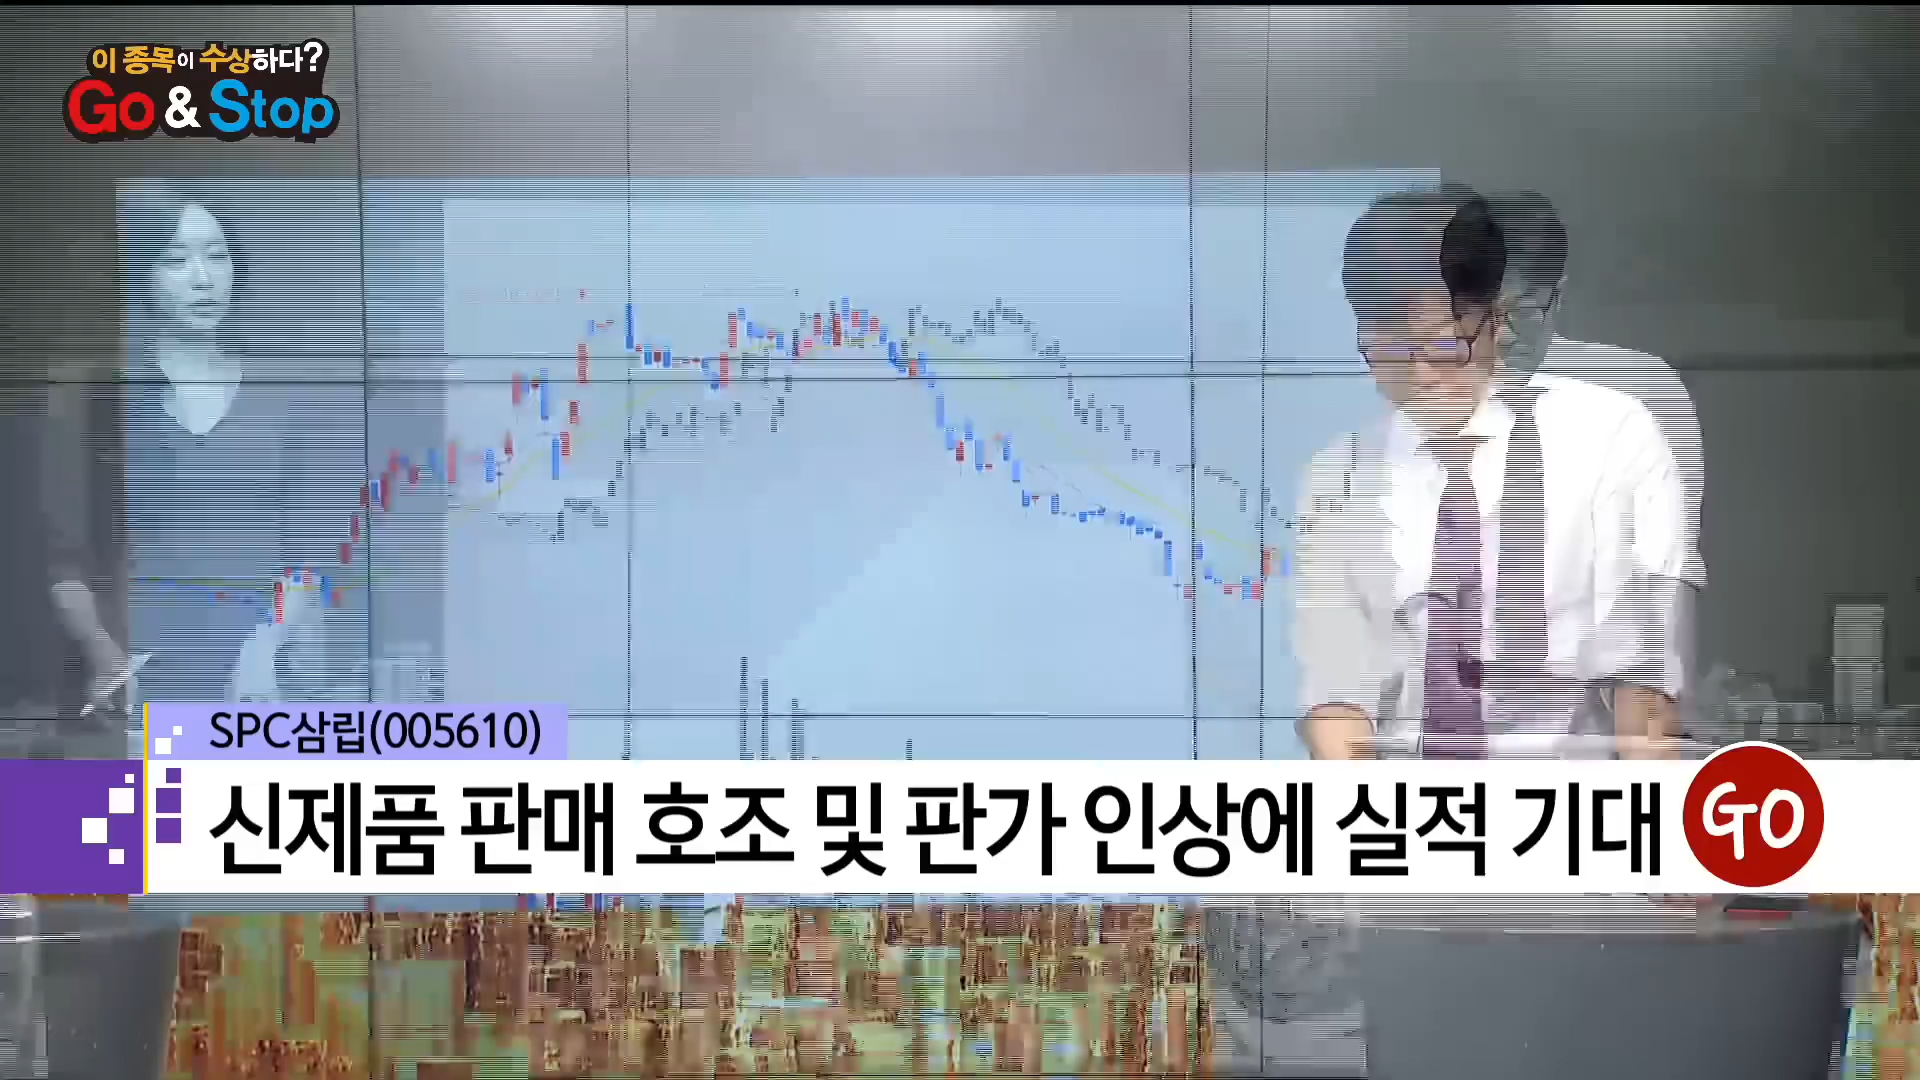 이 종목이 수상하다?
Go & Stop
SPC삼립(005610)
신제품 판매 호조 및 판가 인상에 실적 기대 GO